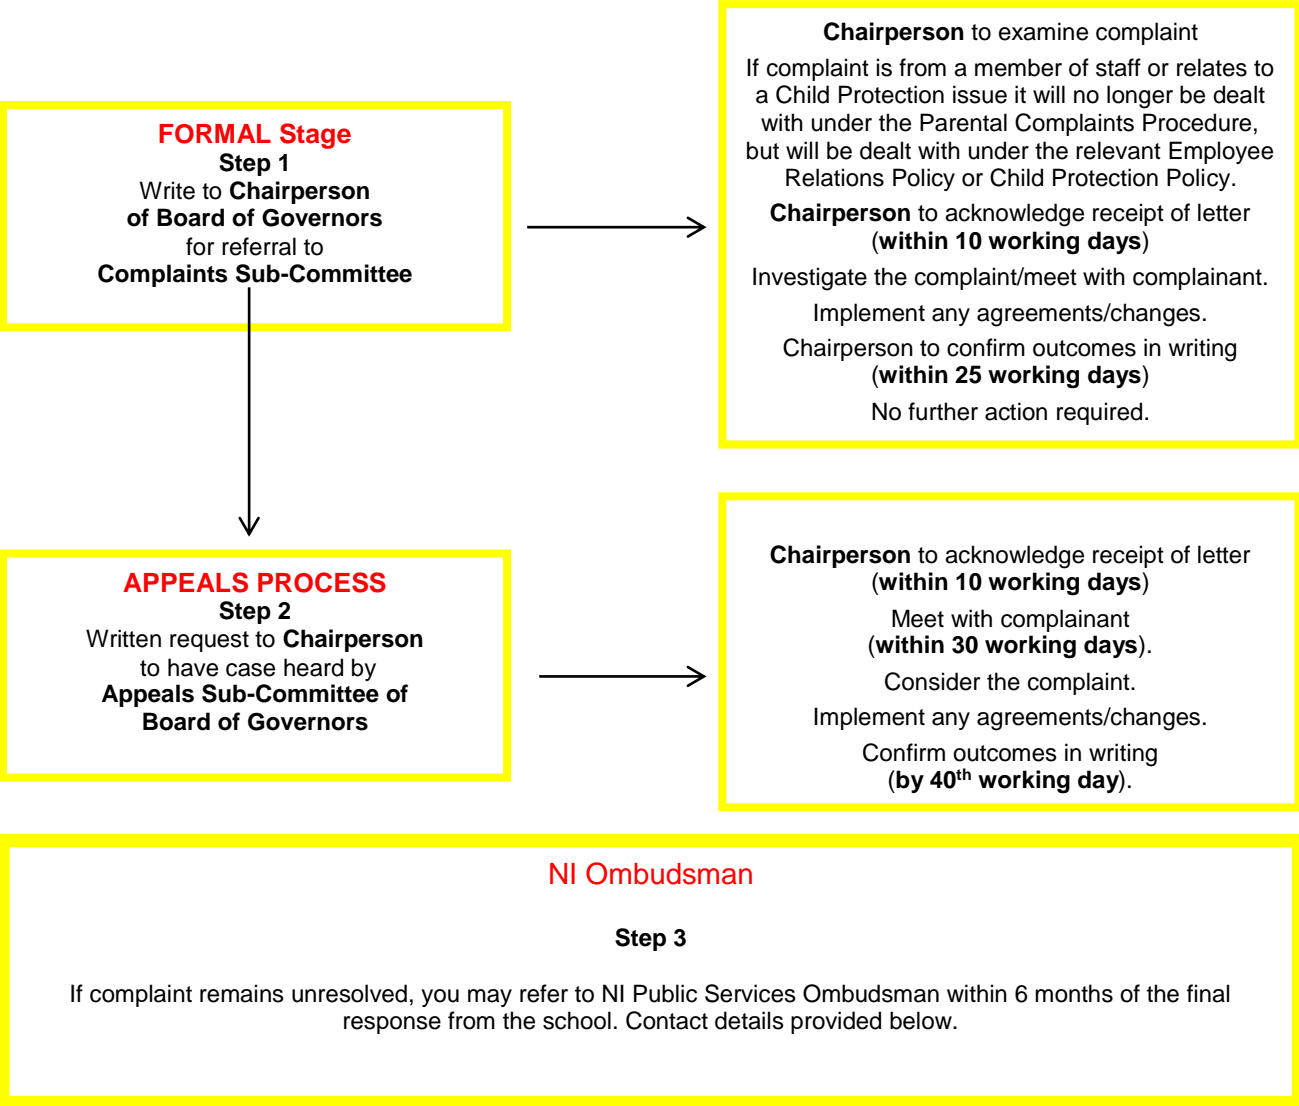 FORMAL Stage
Step 1
Write to Chairperson
of Board of Governors
for referral to
Complaints Sub-Committee
Chairperson to examine complaint
If complaint is from a member of staff or relates to
a Child Protection issue it will no longer be dealt
with under the Parental Complaints Procedure,
but will be dealt with under the relevant Employee
Relations Policy or Child Protection Policy.
Chairperson to acknowledge receipt of letter
(within 10 working days)
Investigate the complaint/meet with complainant.
Implement any agreements/changes.
Chairperson to confirm outcomes in writing
(within 25 working days)
No further action required.
APPEALS PROCESS
Step 2
Written request to Chairperson
to have case heard by
Appeals Sub-Committee of
Board of Governors
Chairperson to acknowledge receipt of letter
(within 10 working days)
Meet with complainant
(within 30 working days).
Consider the complaint.
Implement any agreements/changes.
Confirm outcomes in writing
(by 40th working day).
NI Ombudsman
Step 3
If complaint remains unresolved, you may refer to NI Public Services Ombudsman within 6 months of the final
response from the school. Contact details provided below.